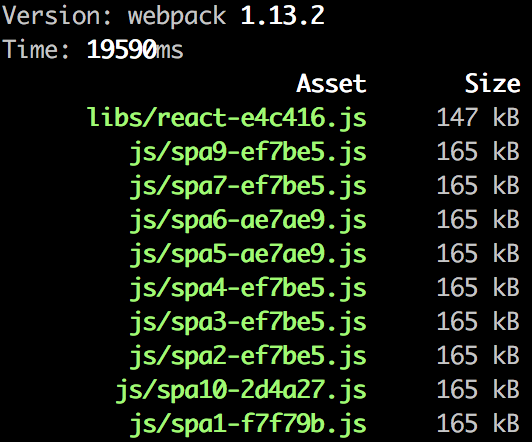 Version: webpack 1.13.2
Time: 19590ms
Asset Size
libs/react-e4c416.js 147 kB
js/spa9-ef7be5.js 165 kB
js/spa7-ef7be5.js 165 kB
js/spa6-ae7ae9.js 165 kB
js/spa5-ae7ae9.js 165 kB
js/spa4-ef7be5.js 165 kB
js/spa3-ef7be5.js 165 kB
js/spa2-ef7be5.js 165 kB
js/spa10-2d4a27.js 165 kB
js/spa1-f7f79b.js 165 kB